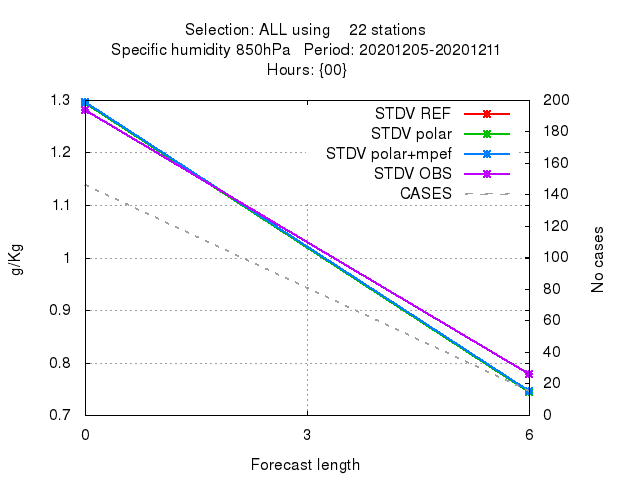 Selection: ALL using 22 stations
Specific humidity 850hPa Period: 20201205-20201211
Hours: {00}
1.3
1.2
1.1
1
0.9
0.8
0.7
g/Kg
STDV REF
STDV polar
STDV polar+mpef
STDV OBS
CASES
200
180
160
140
120
100
80
60
40
20
0
No cases
0 3 6
Forecast length